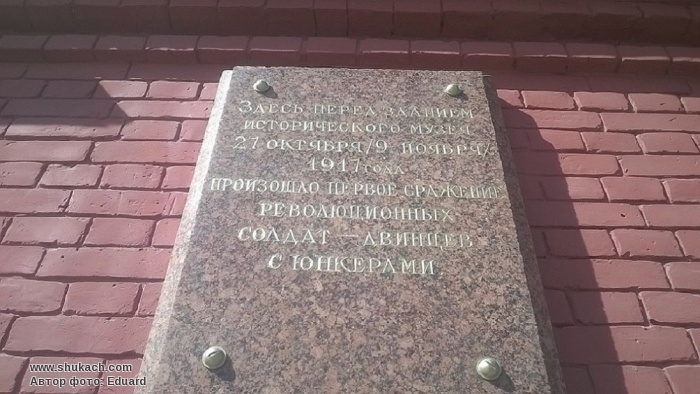 Здесь перед зданием
исторического музея
27 октября/9 ноября/
1917 года
произошло первое сражение
революционных
солдат — двинцев
с юнкерами
www.shukach.com
Автор фото: Eduard